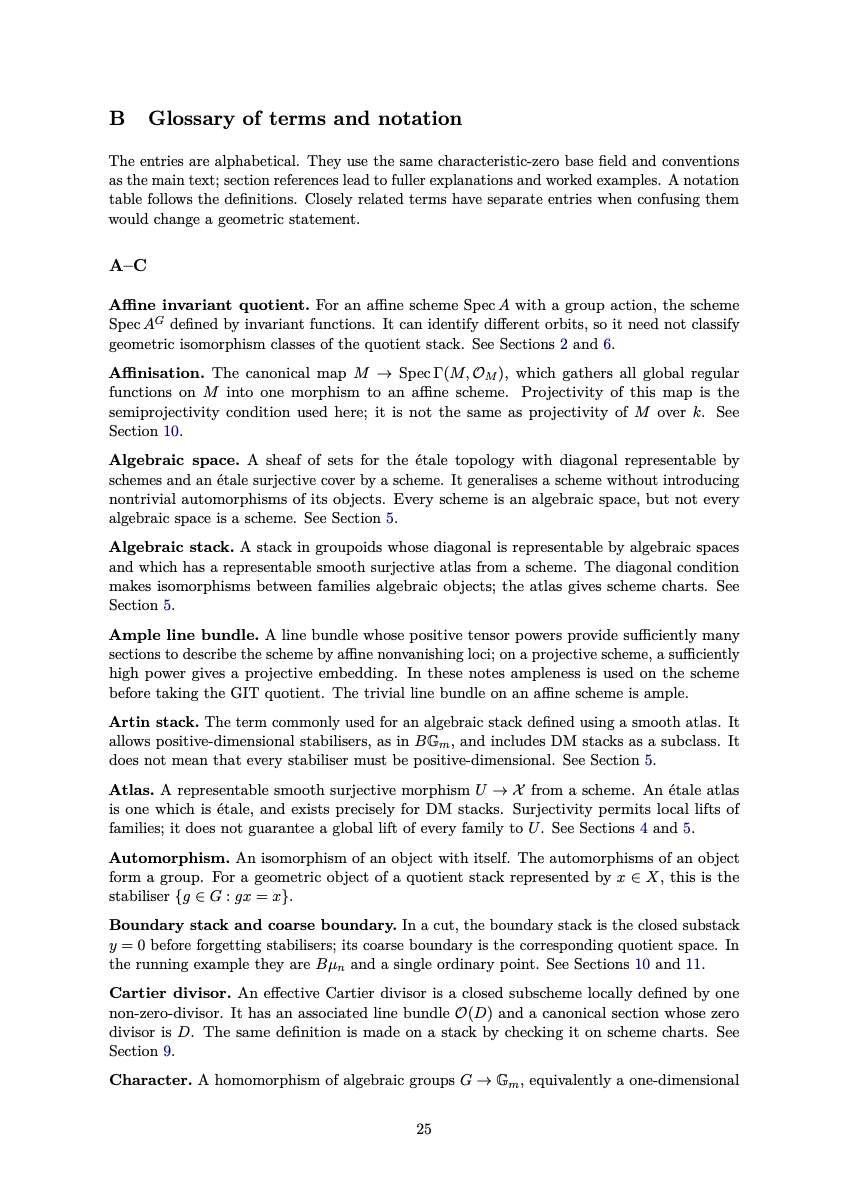 B Glossary of terms and notation
The entries are alphabetical. They use the same characteristic-zero base field and conventions
as the main text; section references lead to fuller explanations and worked examples. A notation
table follows the definitions. Closely related terms have separate entries when confusing them
would change a geometric statement.
A–C
Affine invariant quotient. For an affine scheme Spec A with a group action, the scheme
Spec A^G defined by invariant functions. It can identify different orbits, so it need not classify
geometric isomorphism classes of the quotient stack. See Sections 2 and 6.
Affinisation. The canonical map M → Spec Γ(M, 𝒪_M), which gathers all global regular
functions on M into one morphism to an affine scheme. Projectivity of this map is the
semiprojectivity condition used here; it is not the same as projectivity of M over k. See
Section 10.
Algebraic space. A sheaf of sets for the étale topology with diagonal representable by
schemes and an étale surjective cover by a scheme. It generalises a scheme without introducing
nontrivial automorphisms of its objects. Every scheme is an algebraic space, but not every
algebraic space is a scheme. See Section 5.
Algebraic stack. A stack in groupoids whose diagonal is representable by algebraic spaces
and which has a representable smooth surjective atlas from a scheme. The diagonal condition
makes isomorphisms between families algebraic objects; the atlas gives scheme charts. See
Section 5.
Ample line bundle. A line bundle whose positive tensor powers provide sufficiently many
sections to describe the scheme by affine nonvanishing loci; on a projective scheme, a sufficiently
high power gives a projective embedding. In these notes ampleness is used on the scheme
before taking the GIT quotient. The trivial line bundle on an affine scheme is ample.
Artin stack. The term commonly used for an algebraic stack defined using a smooth atlas. It
allows positive-dimensional stabilisers, as in B𝔾_m, and includes DM stacks as a subclass. It
does not mean that every stabiliser must be positive-dimensional. See Section 5.
Atlas. A representable smooth surjective morphism U → 𝒳 from a scheme. An étale atlas
is one which is étale, and exists precisely for DM stacks. Surjectivity permits local lifts of
families; it does not guarantee a global lift of every family to U. See Sections 4 and 5.
Automorphism. An isomorphism of an object with itself. The automorphisms of an object
form a group. For a geometric object of a quotient stack represented by x ∈ X, this is the
stabiliser {g ∈ G : gx = x}.
Boundary stack and coarse boundary. In a cut, the boundary stack is the closed substack
y = 0 before forgetting stabilisers; its coarse boundary is the corresponding quotient space. In
the running example they are Bμ_n and a single ordinary point. See Sections 10 and 11.
Cartier divisor. An effective Cartier divisor is a closed subscheme locally defined by one
non-zero-divisor. It has an associated line bundle 𝒪(D) and a canonical section whose zero
divisor is D. The same definition is made on a stack by checking it on scheme charts. See
Section 9.
Character. A homomorphism of algebraic groups G → 𝔾_m, equivalently a one-dimensional
25